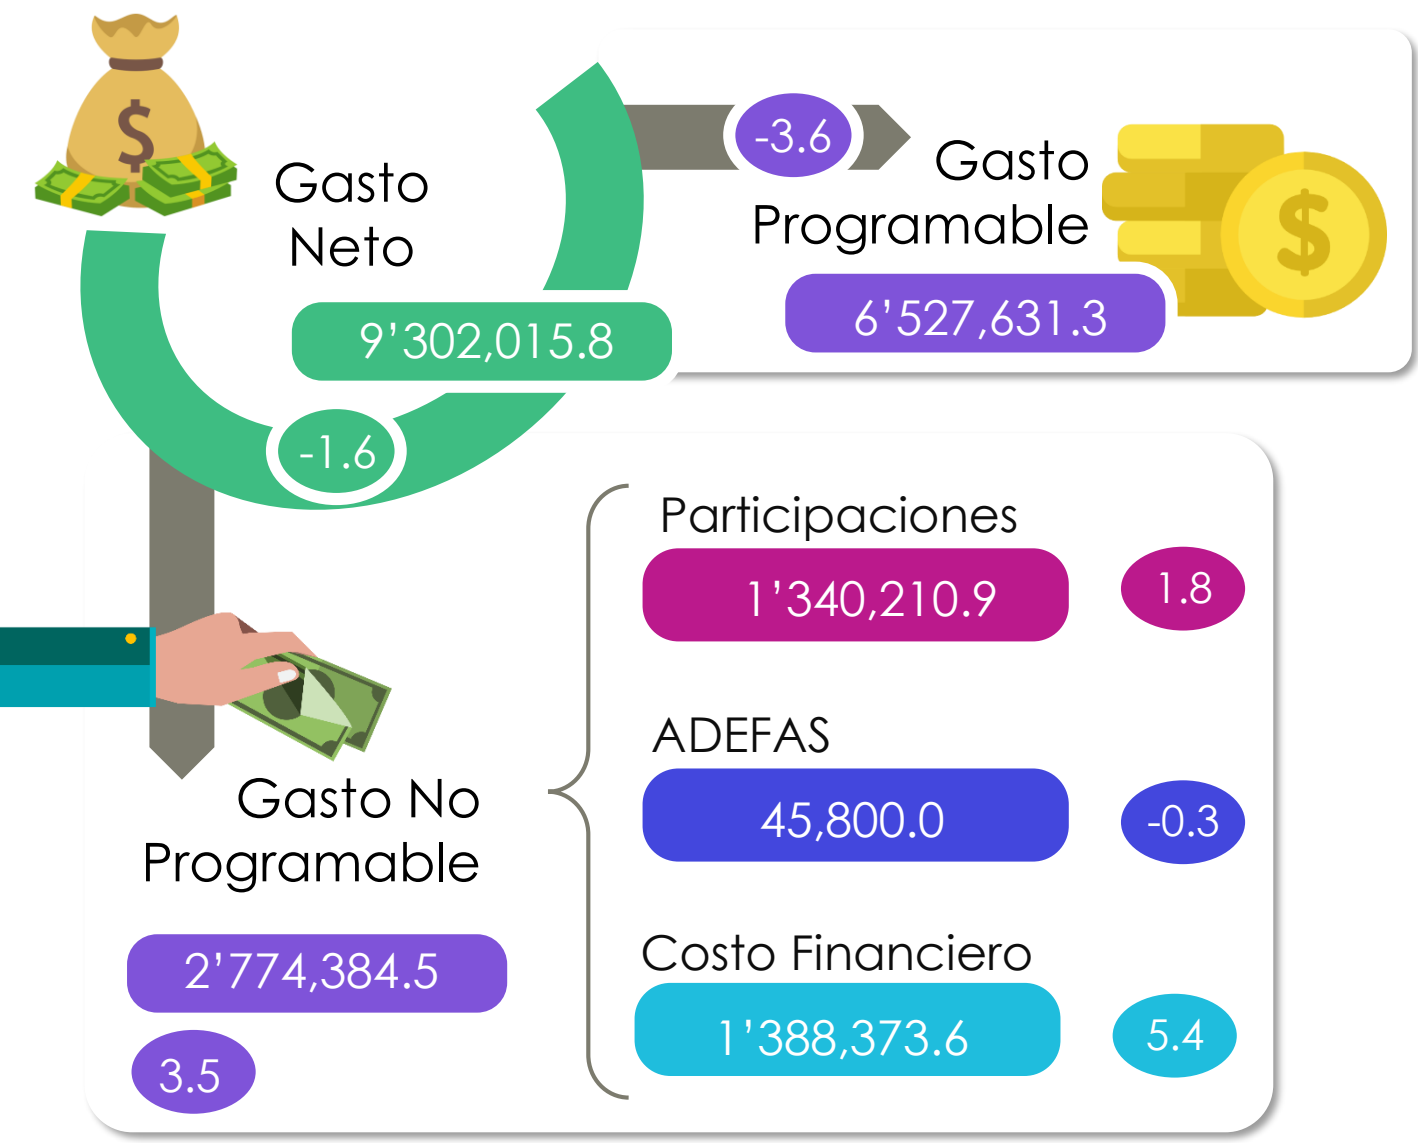 Gasto
Neto
9'302,015.8
-1.6
-3.6
Gasto
Programable
6'527,631.3
$
$
Gasto No
Programable
2'774,384.5
3.5
Participaciones
1'340,210.9
1.8
ADEFAS
45,800.0
-0.3
Costo Financiero
1'388,373.6
5.4